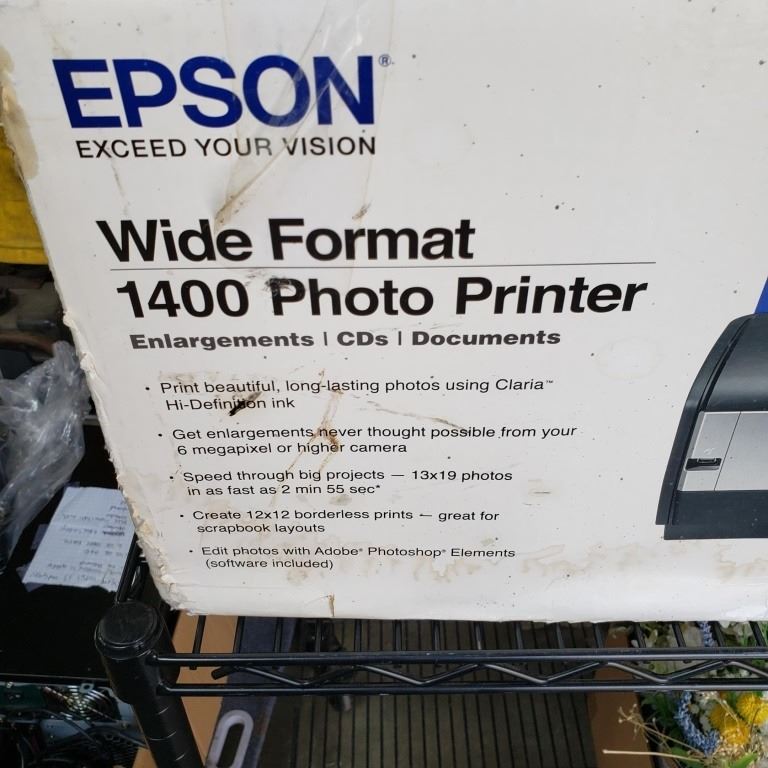 EPSON®
EXCEED YOUR VISION
Wide Format
1400 Photo Printer
Enlargements | CDs | Documents
• Print beautiful, long-lasting photos using Claria™
Hi-Definition ink
• Get enlargements never thought possible from your
6 megapixel or higher camera
• Speed through big projects — 13x19 photos
in as fast as 2 min 55 sec*
• Create 12x12 borderless prints — great for
scrapbook layouts
• Edit photos with Adobe® Photoshop® Elements
(software included)